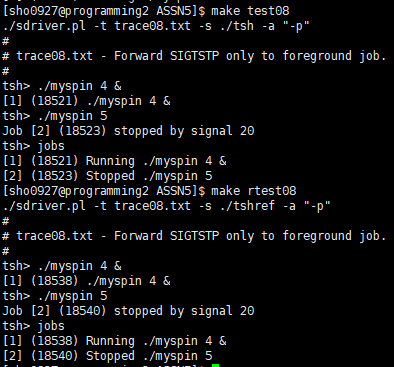 [sho0927@programming2 ASSN5]$ make test08
./sdriver.pl -t trace08.txt -s ./tsh -a "-p"
#
# trace08.txt - Forward SIGTSTP only to foreground job.
#
tsh> ./myspin 4 &
[1] (18521) ./myspin 4 &
tsh> ./myspin 5
Job [2] (18523) stopped by signal 20
tsh> jobs
[1] (18521) Running ./myspin 4 &
[2] (18523) Stopped ./myspin 5
[sho0927@programming2 ASSN5]$ make rtest08
./sdriver.pl -t trace08.txt -s ./tshref -a "-p"
#
# trace08.txt - Forward SIGTSTP only to foreground job.
#
tsh> ./myspin 4 &
[1] (18538) ./myspin 4 &
tsh> ./myspin 5
Job [2] (18540) stopped by signal 20
tsh> jobs
[1] (18538) Running ./myspin 4 &
[2] (18540) Stopped ./myspin 5
[sho0927@programming2 ASSN5]$